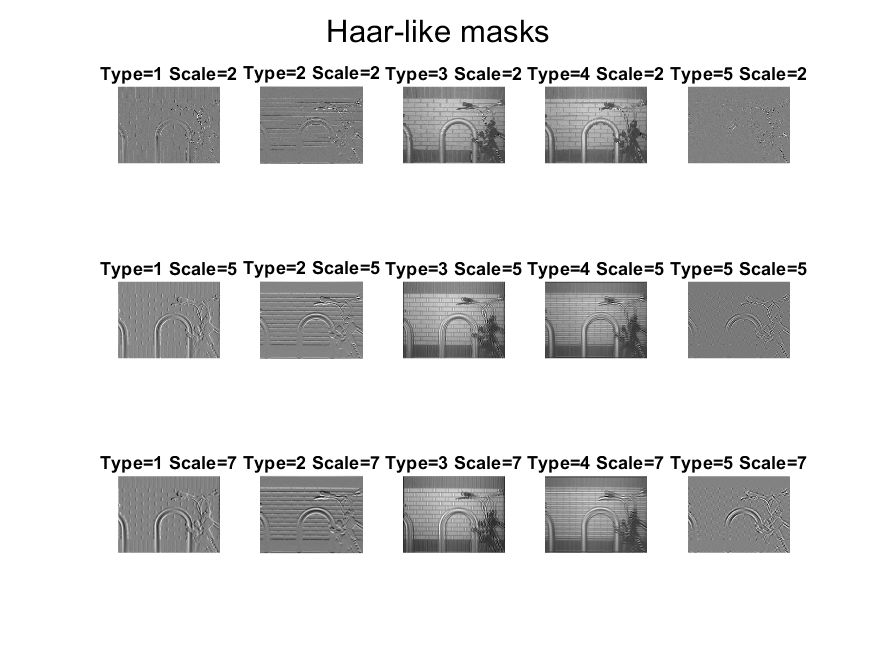 Haar-like masks
Type=1 Scale=2 Type=2 Scale=2 Type=3 Scale=2 Type=4 Scale=2 Type=5 Scale=2
Type=1 Scale=5 Type=2 Scale=5 Type=3 Scale=5 Type=4 Scale=5 Type=5 Scale=5
Type=1 Scale=7 Type=2 Scale=7 Type=3 Scale=7 Type=4 Scale=7 Type=5 Scale=7